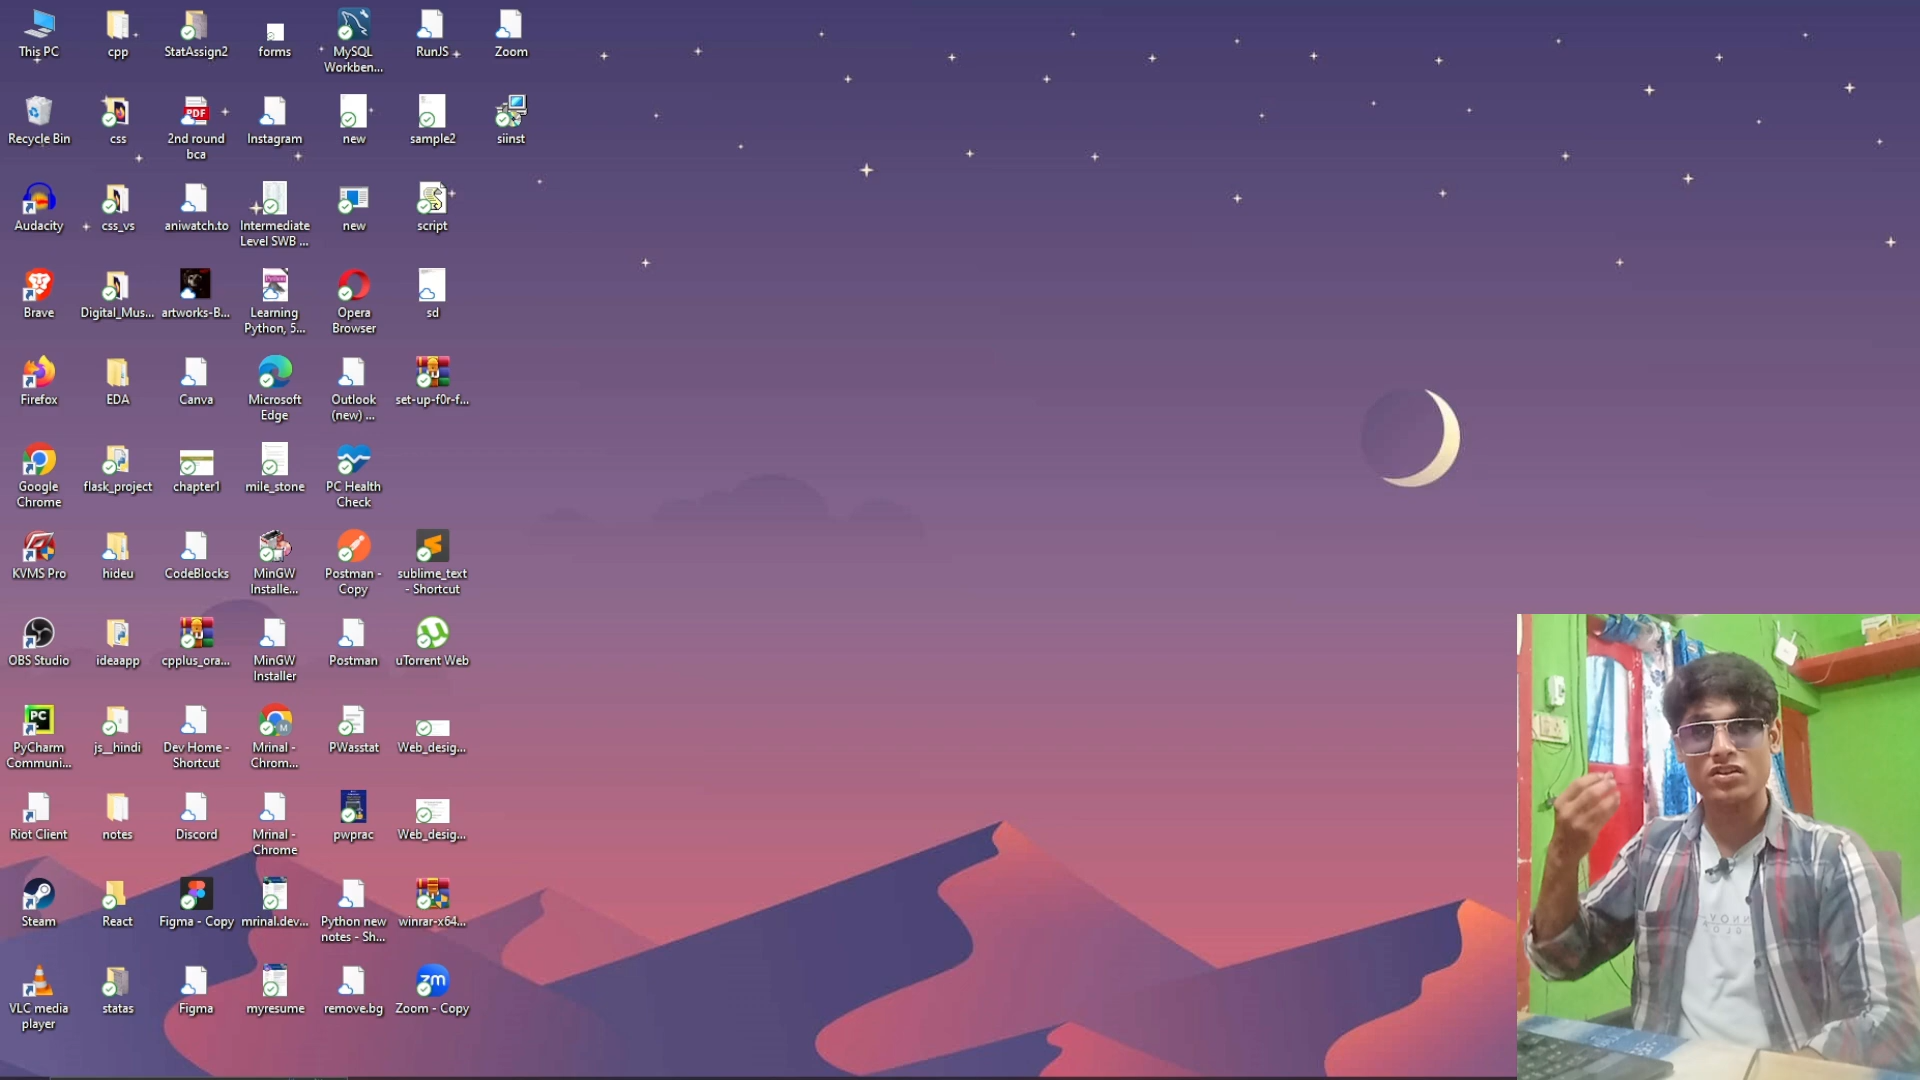 This PC
cpp
StatAssign2
forms
MySQL
Workben...
RunJS
Zoom
Recycle Bin
css
PDF
2nd round
bca
Instagram
new
sample2
siinst
Audacity
css_vs
aniwatch.to
Intermediate
Level SWB ...
new
script
Brave
Digital_Mus...
artworks-B...
Learning
Python, 5...
Opera
Browser
sd
Firefox
EDA
Canva
Microsoft
Edge
Outlook
(new) ...
set-up-f0r-f...
Google
Chrome
flask_project
chapter1
mile_stone
PC Health
Check
KVMS Pro
hideu
CodeBlocks
MinGW
Installe...
Postman -
Copy
sublime_text
- Shortcut
OBS Studio
ideaapp
cpplus_ora...
MinGW
Installer
Postman
uTorrent Web
PC
PyCharm
Communi...
js__hindi
Dev Home -
Shortcut
M
Mrinal -
Chrom...
PWasstat
Web_desig...
Riot Client
notes
Discord
Mrinal -
Chrome
pwprac
Web_desig...
Steam
React
Figma - Copy
mrinal.dev...
Python new
notes - Sh...
winrar-x64...
VLC media
player
statas
Figma
myresume
remove.bg
zm
Zoom - Copy